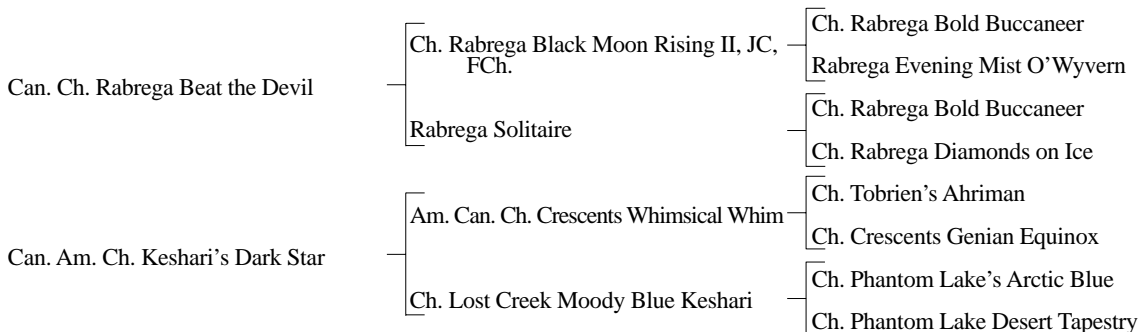 Can. Ch. Rabrega Beat the Devil
Ch. Rabrega Black Moon Rising II, JC,
FCh.
Ch. Rabrega Bold Buccaneer
Rabrega Evening Mist O’Wyvern
Rabrega Solitaire
Ch. Rabrega Bold Buccaneer
Ch. Rabrega Diamonds on Ice
Can. Am. Ch. Keshari’s Dark Star
Am. Can. Ch. Crescents Whimsical Whim
Ch. Tobrien’s Ahriman
Ch. Crescents Genian Equinox
Ch. Lost Creek Moody Blue Keshari
Ch. Phantom Lake’s Arctic Blue
Ch. Phantom Lake Desert Tapestry